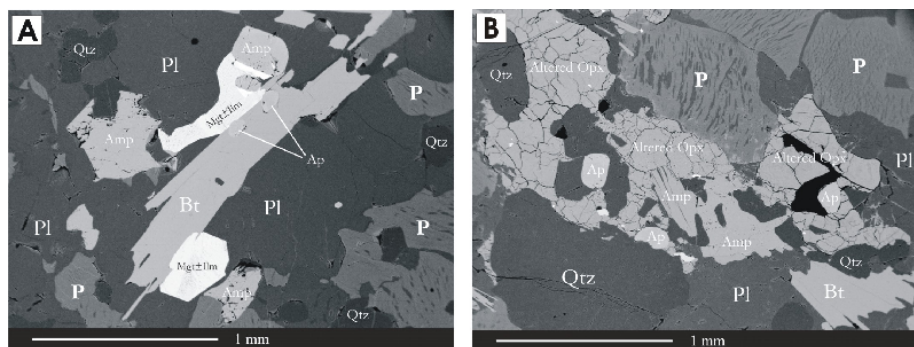 A
Qtz
Pl
Amp
Mgt±Ilm
P
Amp
Qtz
Ap
Pl
Bt
Pl
P
Mgt±Ilm
P
Amp
Qtz
1 mm
B
Qtz
Altered Opx
P
P
Altered Opx
Altered Opx
Pl
Ap
Amp
Ap
Ap
Amp
Qtz
Qtz
Pl
Bt
1 mm